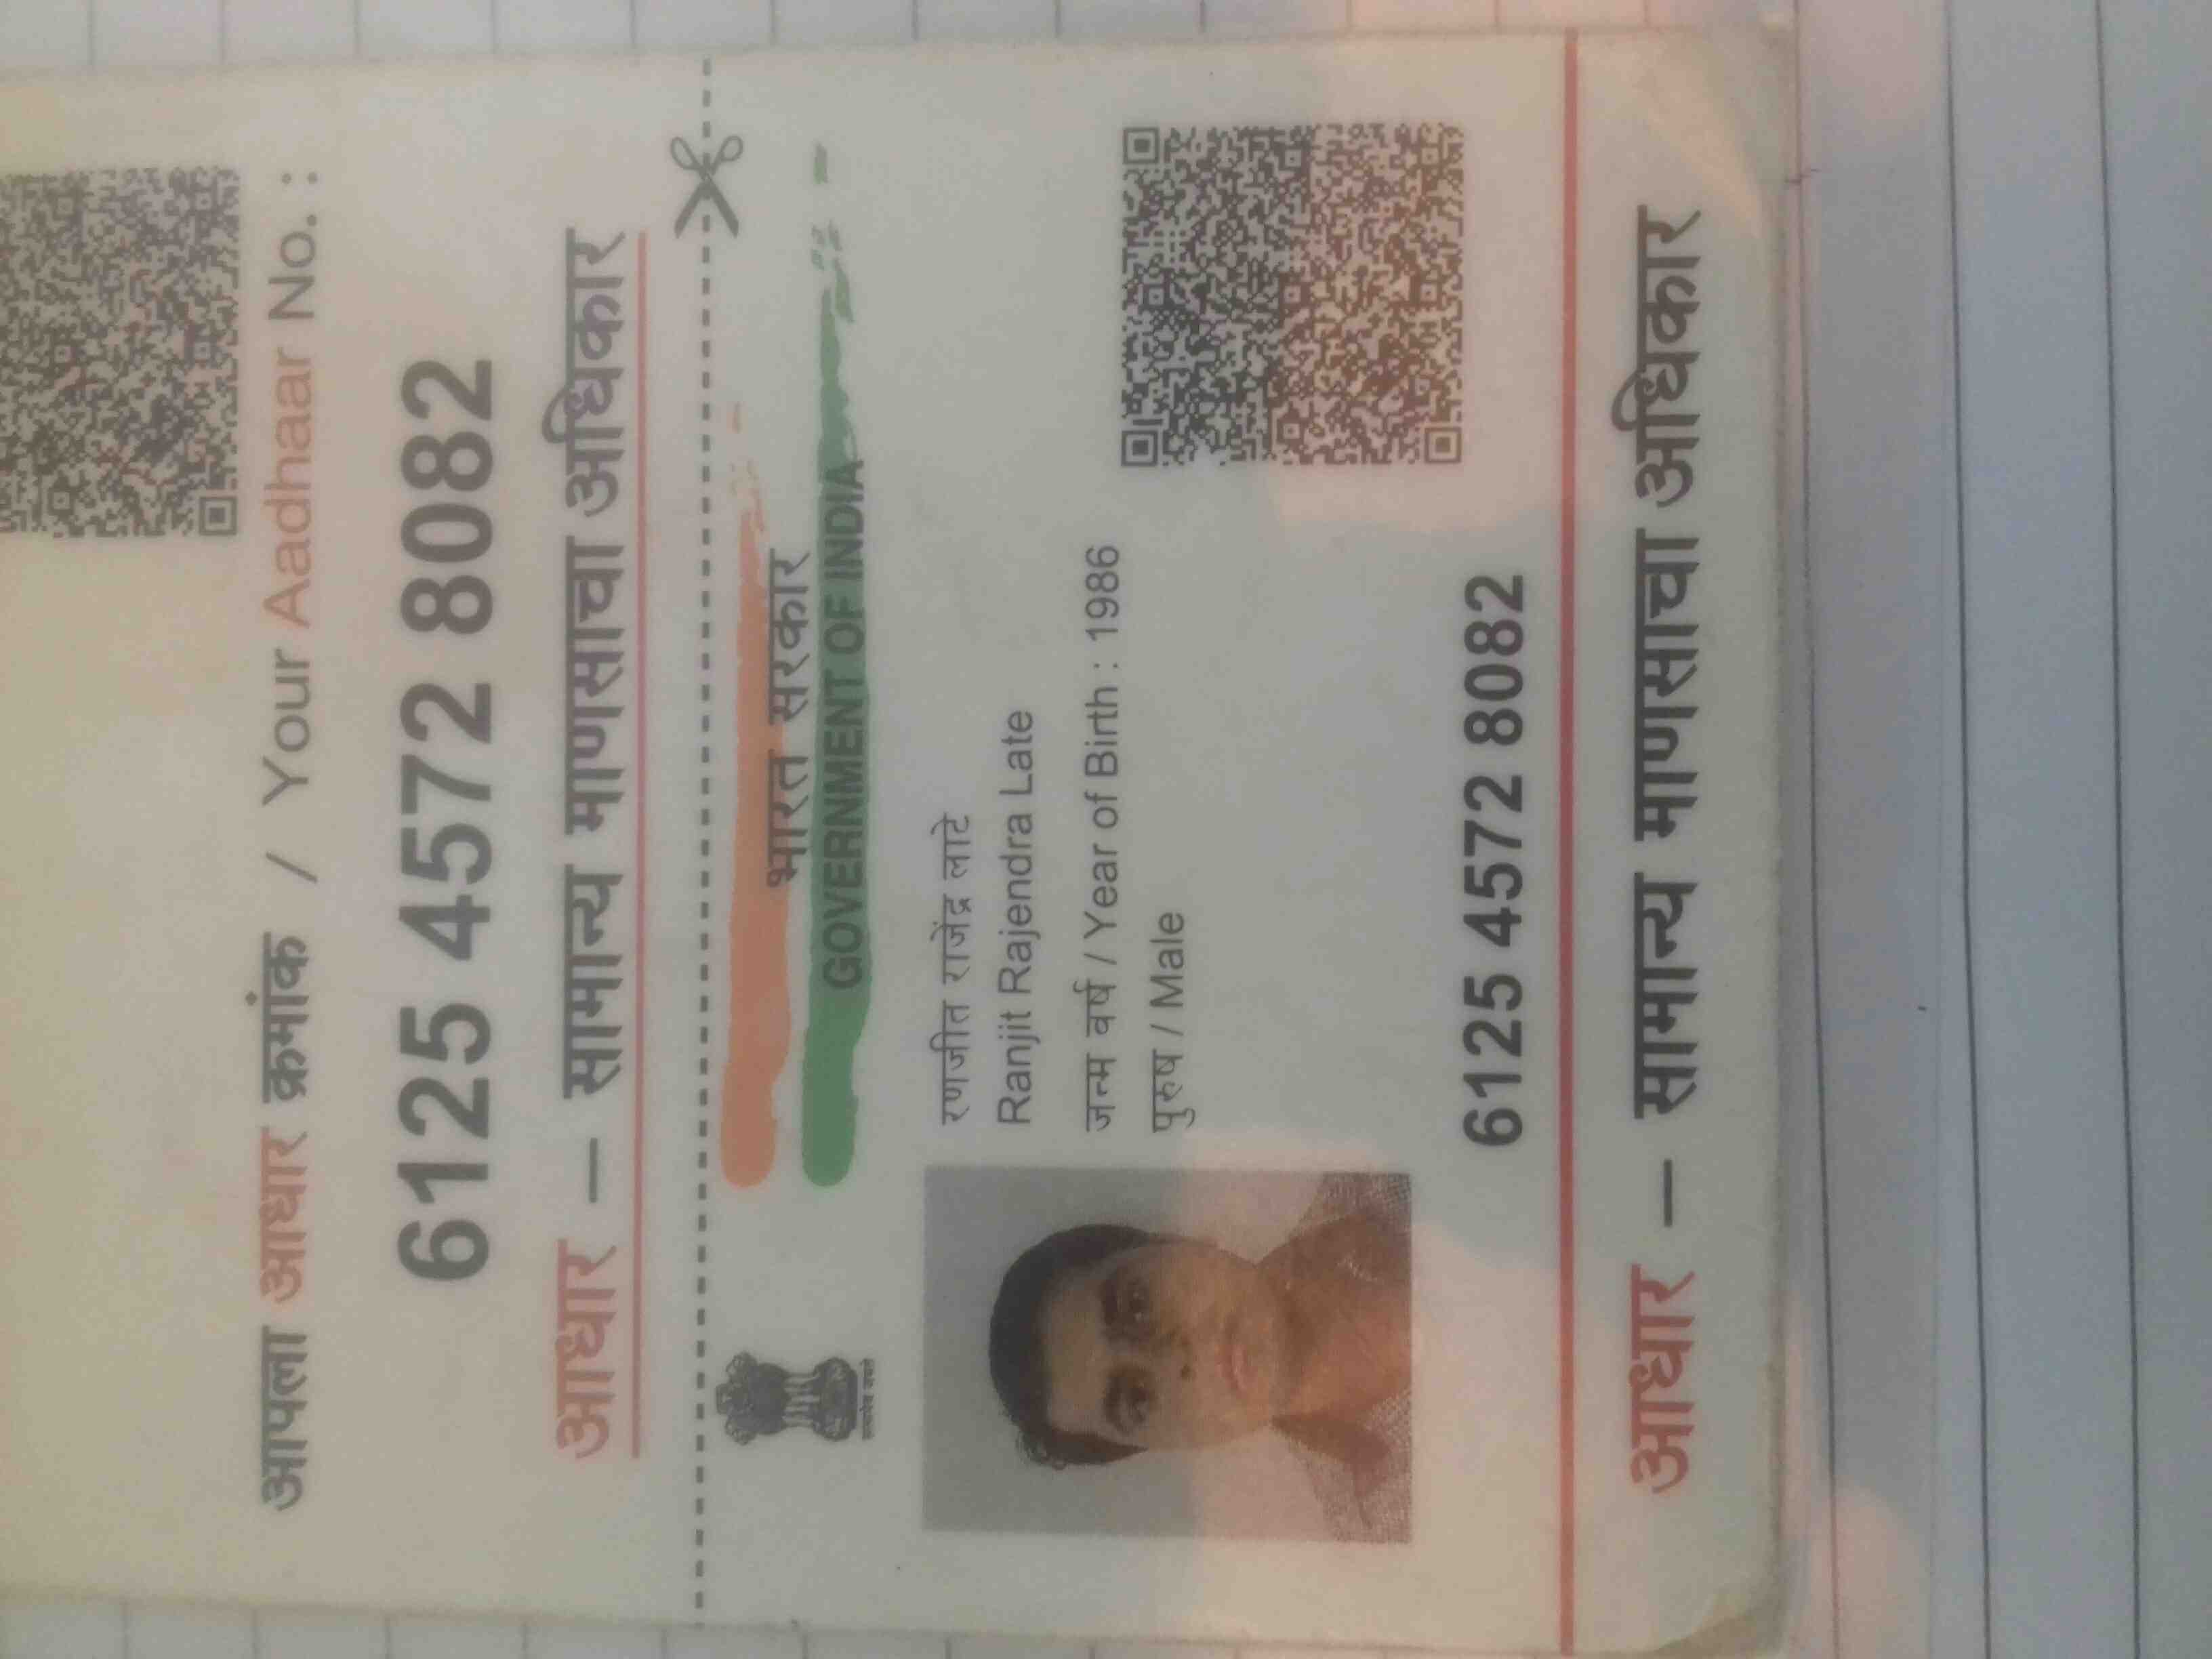 आपला आधार क्रमांक / Your Aadhaar No. :
6125 4572 8082
आधार – सामान्य माणसाचा अधिकार
भारत सरकार
GOVERNMENT OF INDIA
रणजीत राजेंद्र लाटे
Ranjit Rajendra Late
जन्म वर्ष / Year of Birth : 1986
पुरुष / Male
6125 4572 8082
आधार – सामान्य माणसाचा अधिकार